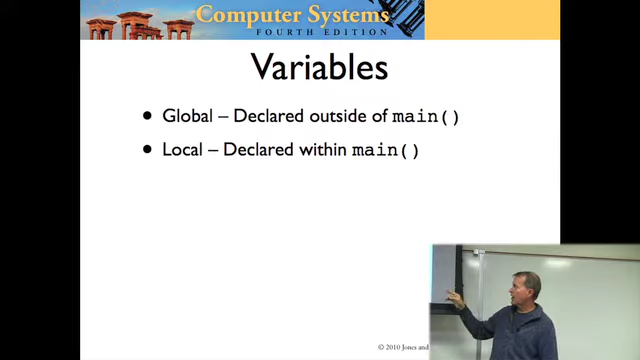 Computer Systems
FOURTH EDITION
Variables
• Global – Declared outside of main()
• Local – Declared within main()
© 2010 Jones and